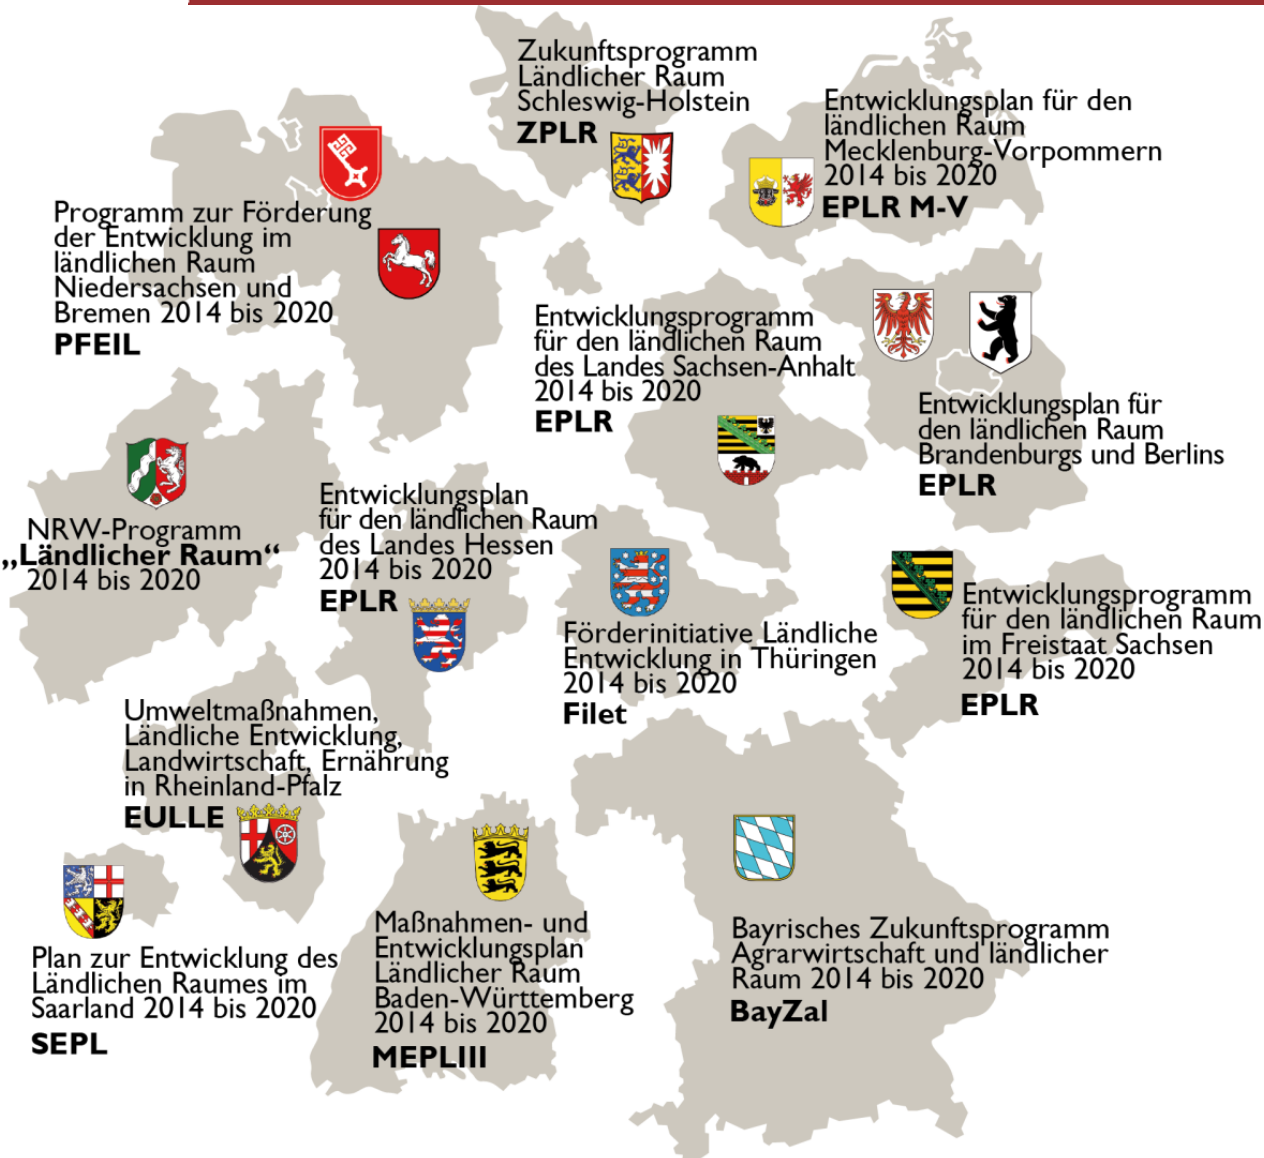 Zukunftsprogramm
Ländlicher Raum
Schleswig-Holstein
ZPLR
Entwicklungsplan für den
ländlichen Raum
Mecklenburg-Vorpommern
2014 bis 2020
EPLR M-V
Programm zur Förderung
der Entwicklung im
ländlichen Raum
Niedersachsen und
Bremen 2014 bis 2020
PFEIL
Entwicklungsprogramm
für den ländlichen Raum
des Landes Sachsen-Anhalt
2014 bis 2020
EPLR
Entwicklungsplan für
den ländlichen Raum
Brandenburgs und Berlins
EPLR
NRW-Programm
„Ländlicher Raum“
2014 bis 2020
Entwicklungsplan
für den ländlichen Raum
des Landes Hessen
2014 bis 2020
EPLR
Förderinitiative Ländliche
Entwicklung in Thüringen
2014 bis 2020
Filet
Entwicklungsprogramm
für den ländlichen Raum
im Freistaat Sachsen
2014 bis 2020
EPLR
Umweltmaßnahmen,
Ländliche Entwicklung,
Landwirtschaft, Ernährung
in Rheinland-Pfalz
EULLE
Plan zur Entwicklung des
Ländlichen Raumes im
Saarland 2014 bis 2020
SEPL
Maßnahmen- und
Entwicklungsplan
Ländlicher Raum
Baden-Württemberg
2014 bis 2020
MEPLIII
Bayrisches Zukunftsprogramm
Agrarwirtschaft und ländlicher
Raum 2014 bis 2020
BayZal